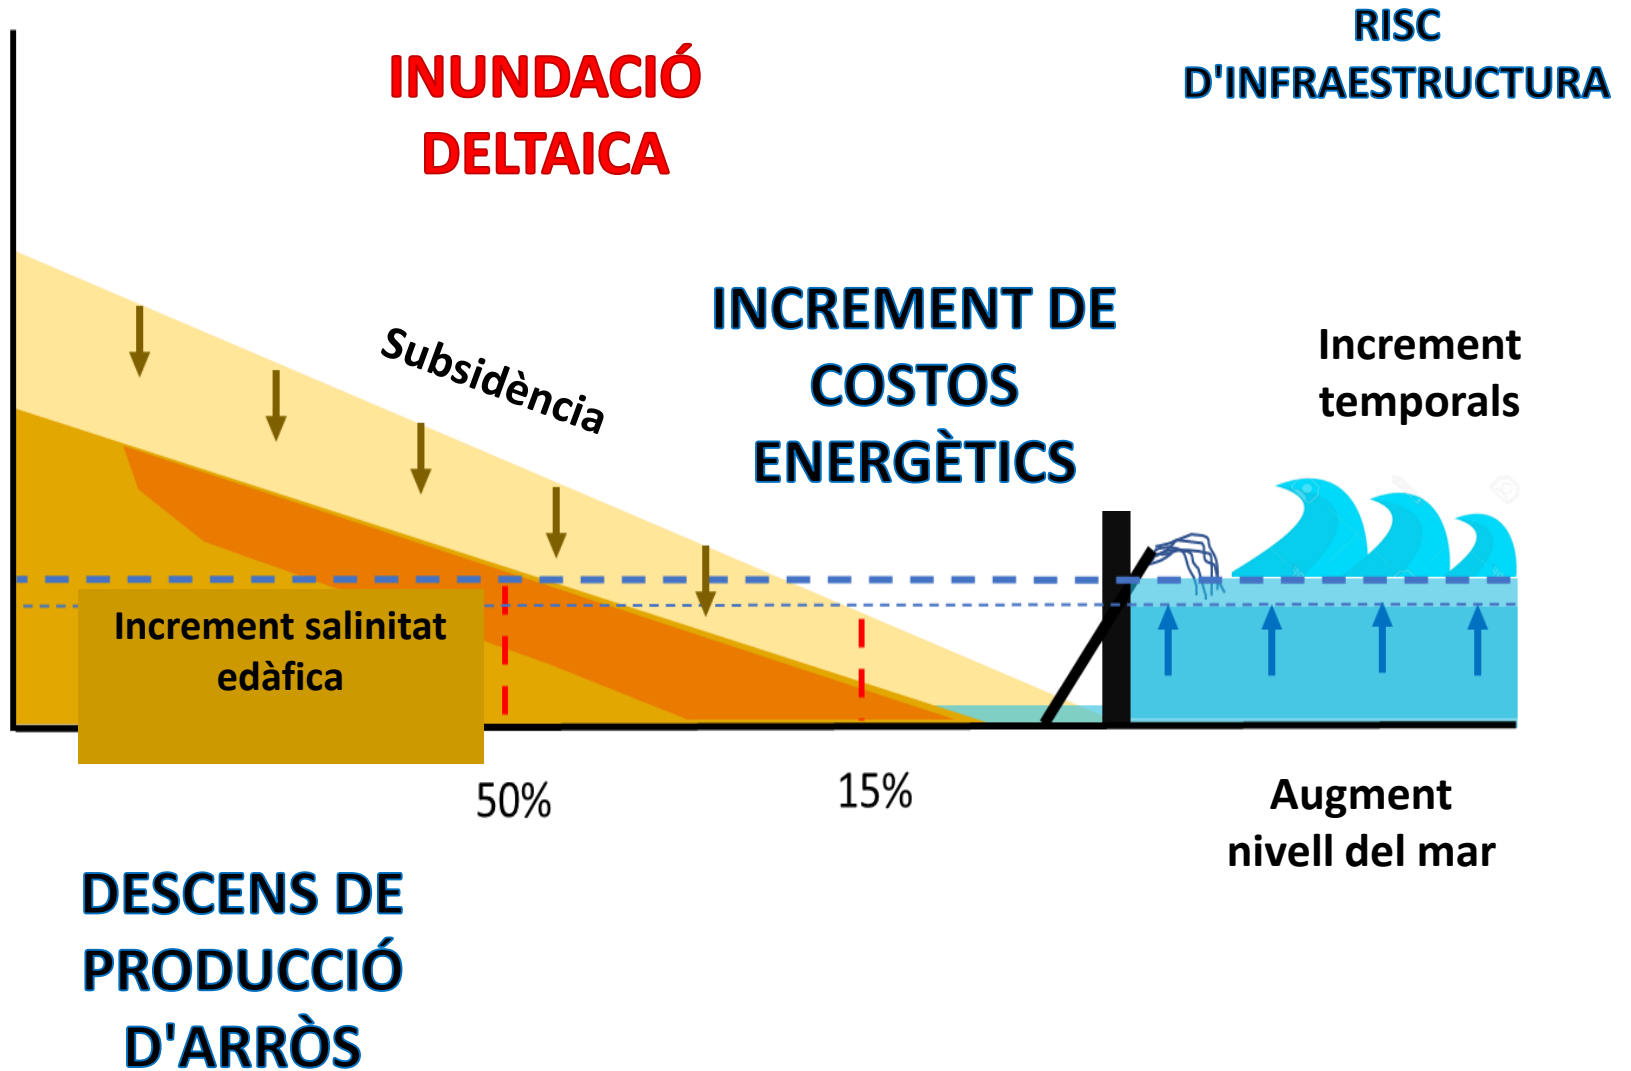 RISC
D'INFRAESTRUCTURA
INUNDACIÓ
DELTAICA
INCREMENT DE
COSTOS
ENERGÈTICS
Subsidència
Increment
temporals
Increment salinitat
edàfica
50%
15%
Augment
nivell del mar
DESCENS DE
PRODUCCIÓ
D'ARRÒS